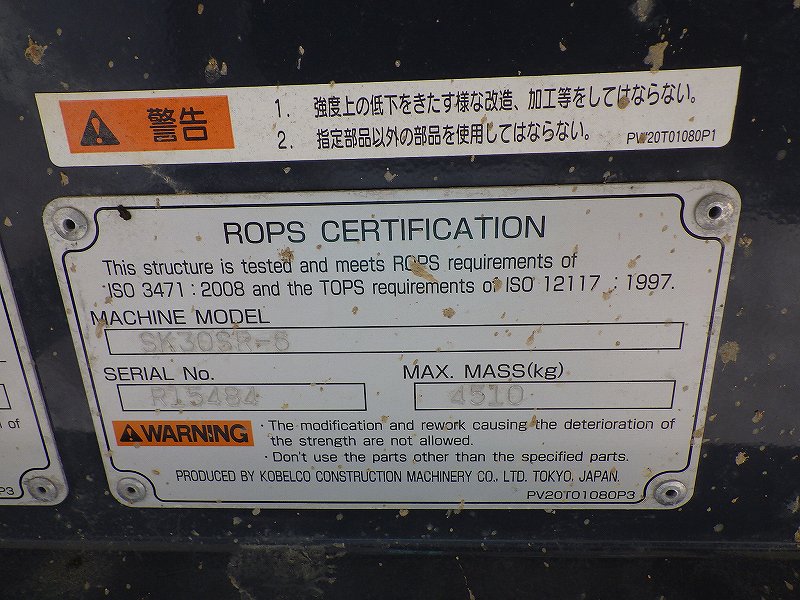 警告
1. 強度上の低下をきたす様な改造、加工等をしてはならない。
2. 指定部品以外の部品を使用してはならない。
PW20T01080P1
ROPS CERTIFICATION
This structure is tested and meets ROPS requirements of
ISO 3471 : 2008 and the TOPS requirements of ISO 12117 : 1997.
MACHINE MODEL
SK30SR-6
SERIAL No.
R15484
MAX. MASS(kg)
4510
WARNING
· The modification and rework causing the deterioration of
the strength are not allowed.
· Don't use the parts other than the specified parts.
PRODUCED BY KOBELCO CONSTRUCTION MACHINERY CO., LTD. TOKYO, JAPAN.
PV20T01080P3
n of
P3